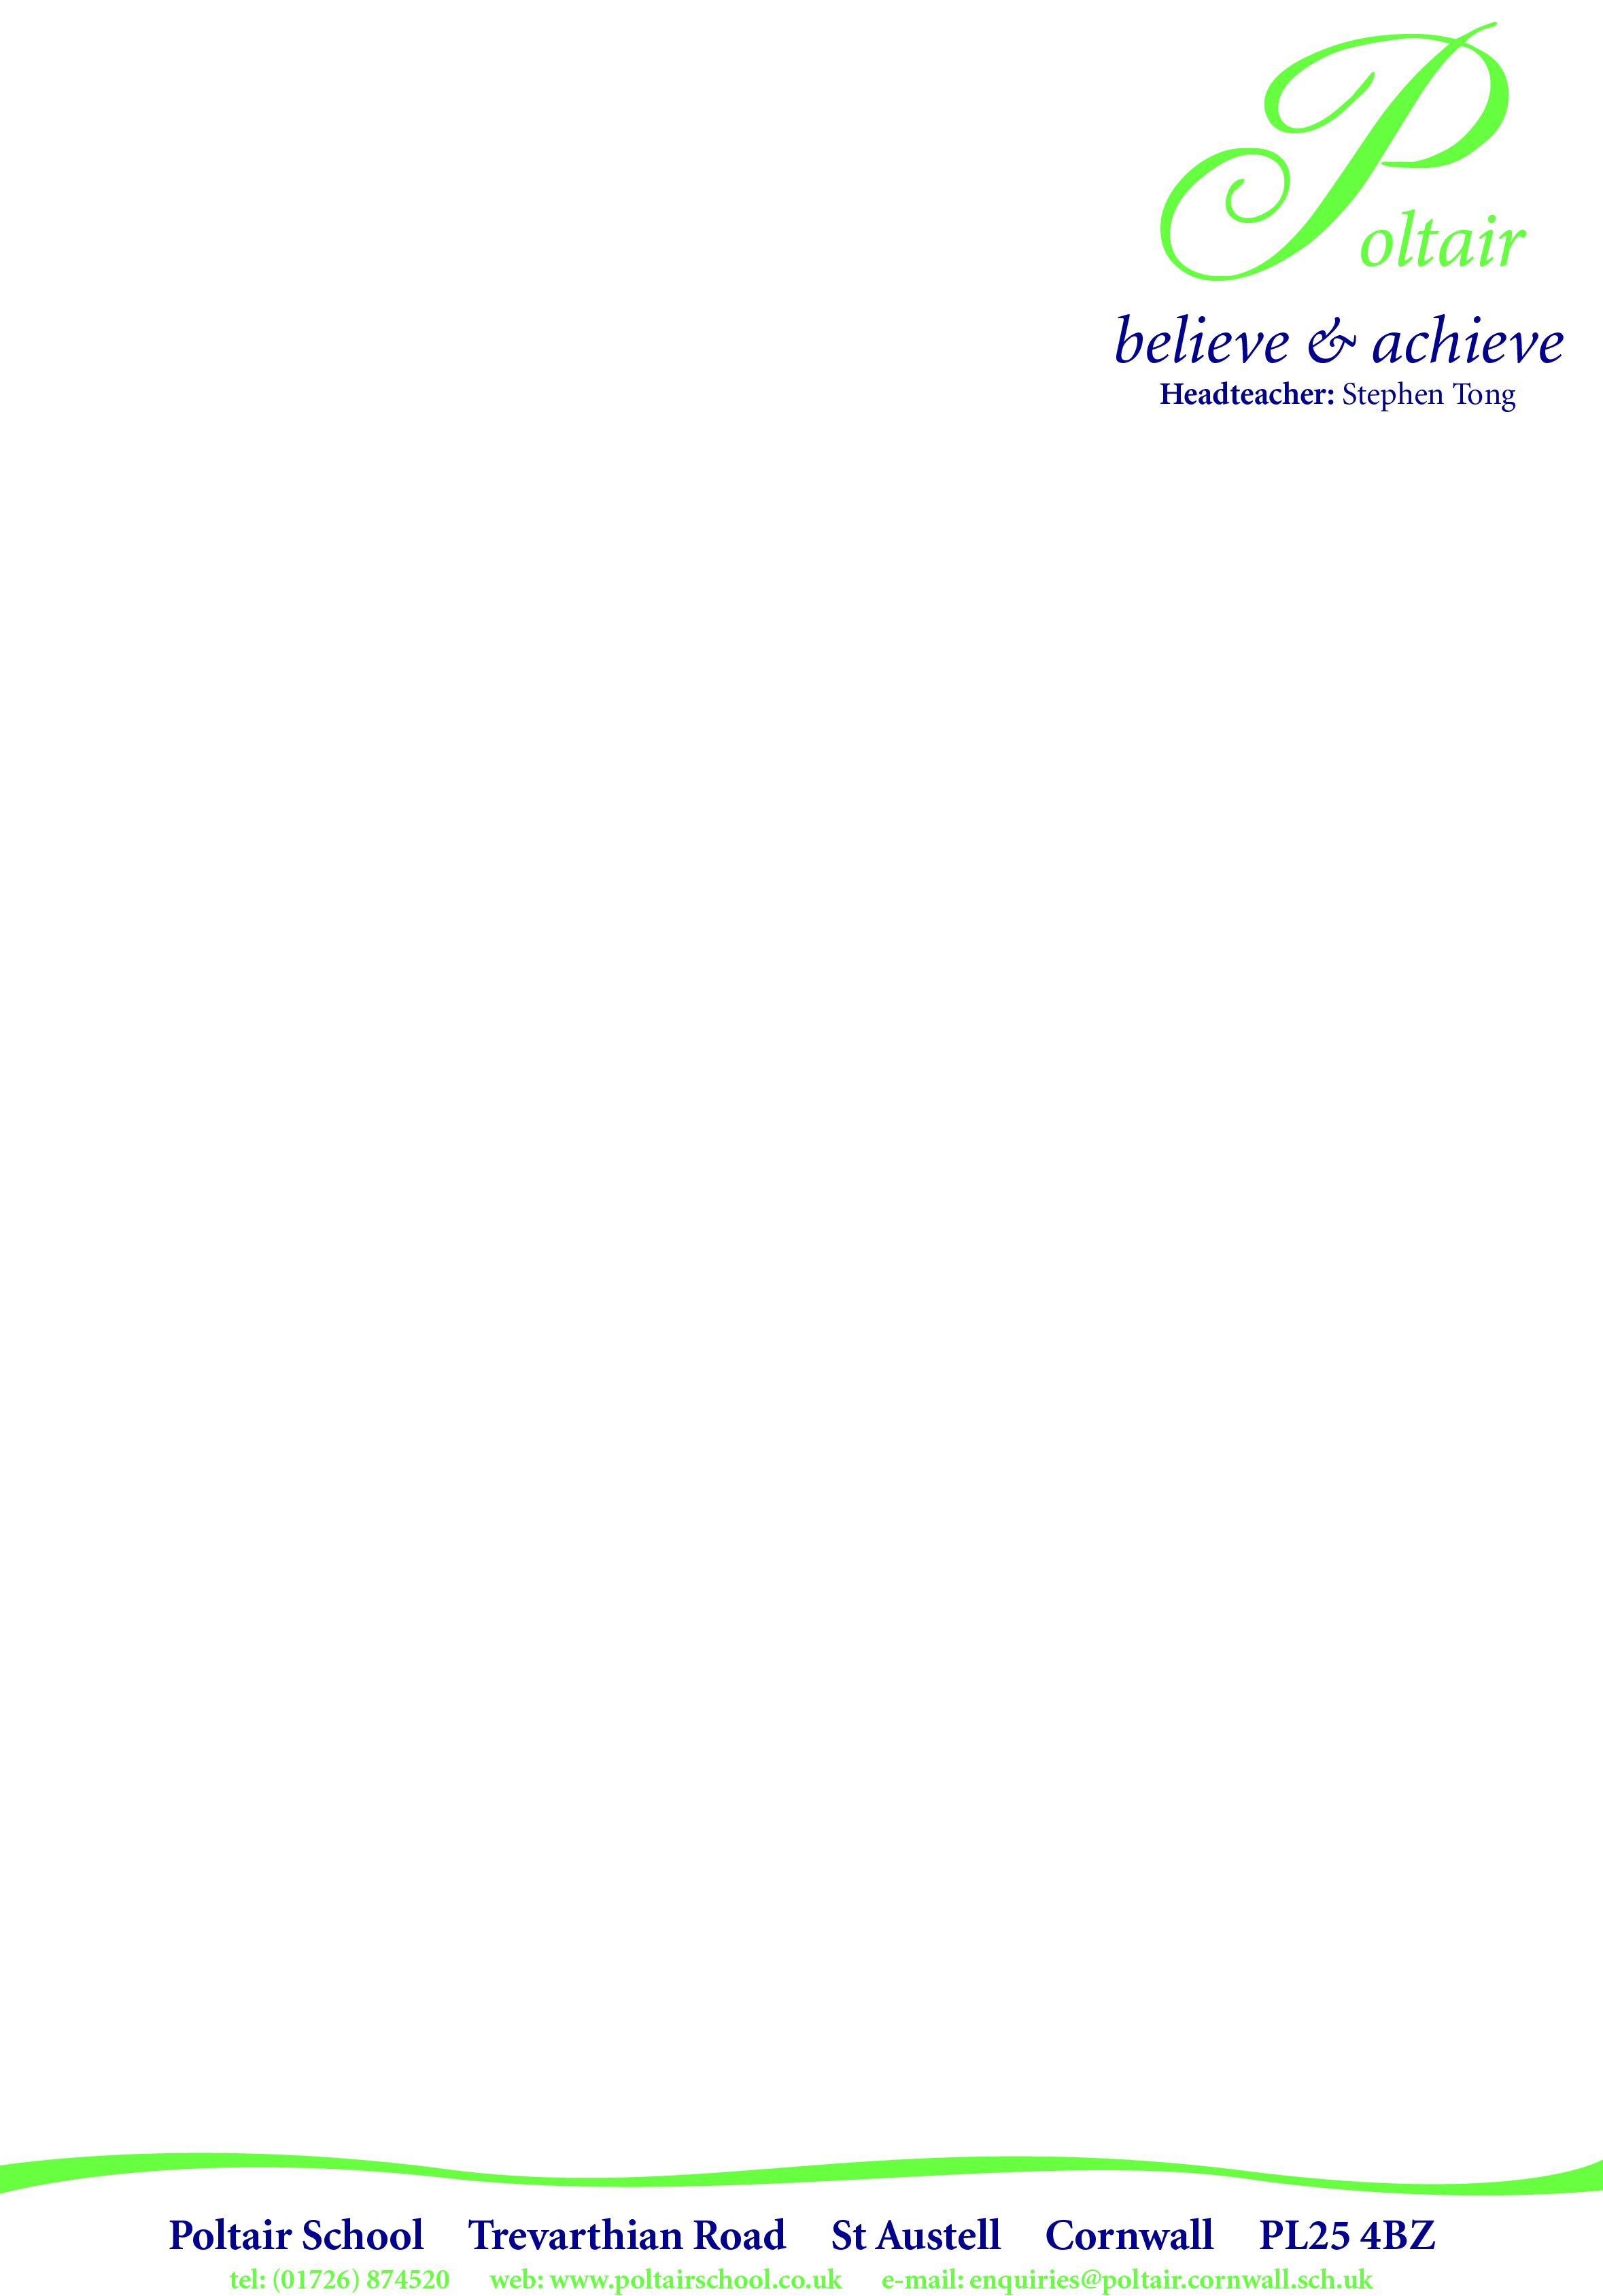 Poltair
believe & achieve
Headteacher: Stephen Tong
Poltair School Trevarthian Road St Austell Cornwall PL25 4BZ
tel: (01726) 874520 web: www.poltairschool.co.uk e-mail: enquiries@poltair.cornwall.sch.uk